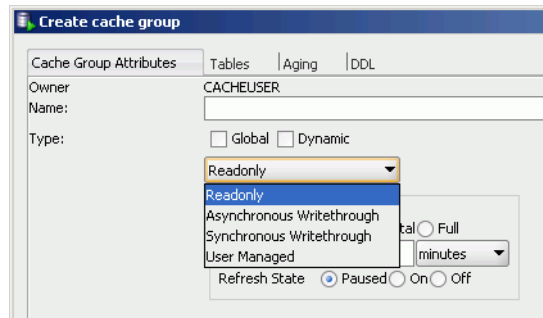 Create cache group
Cache Group Attributes Tables Aging DDL
Owner CACHEUSER
Name:
Type: Global Dynamic
Readonly
Readonly
Asynchronous Writethrough
Synchronous Writethrough
Full
User Managed
minutes
Refresh State Paused On Off